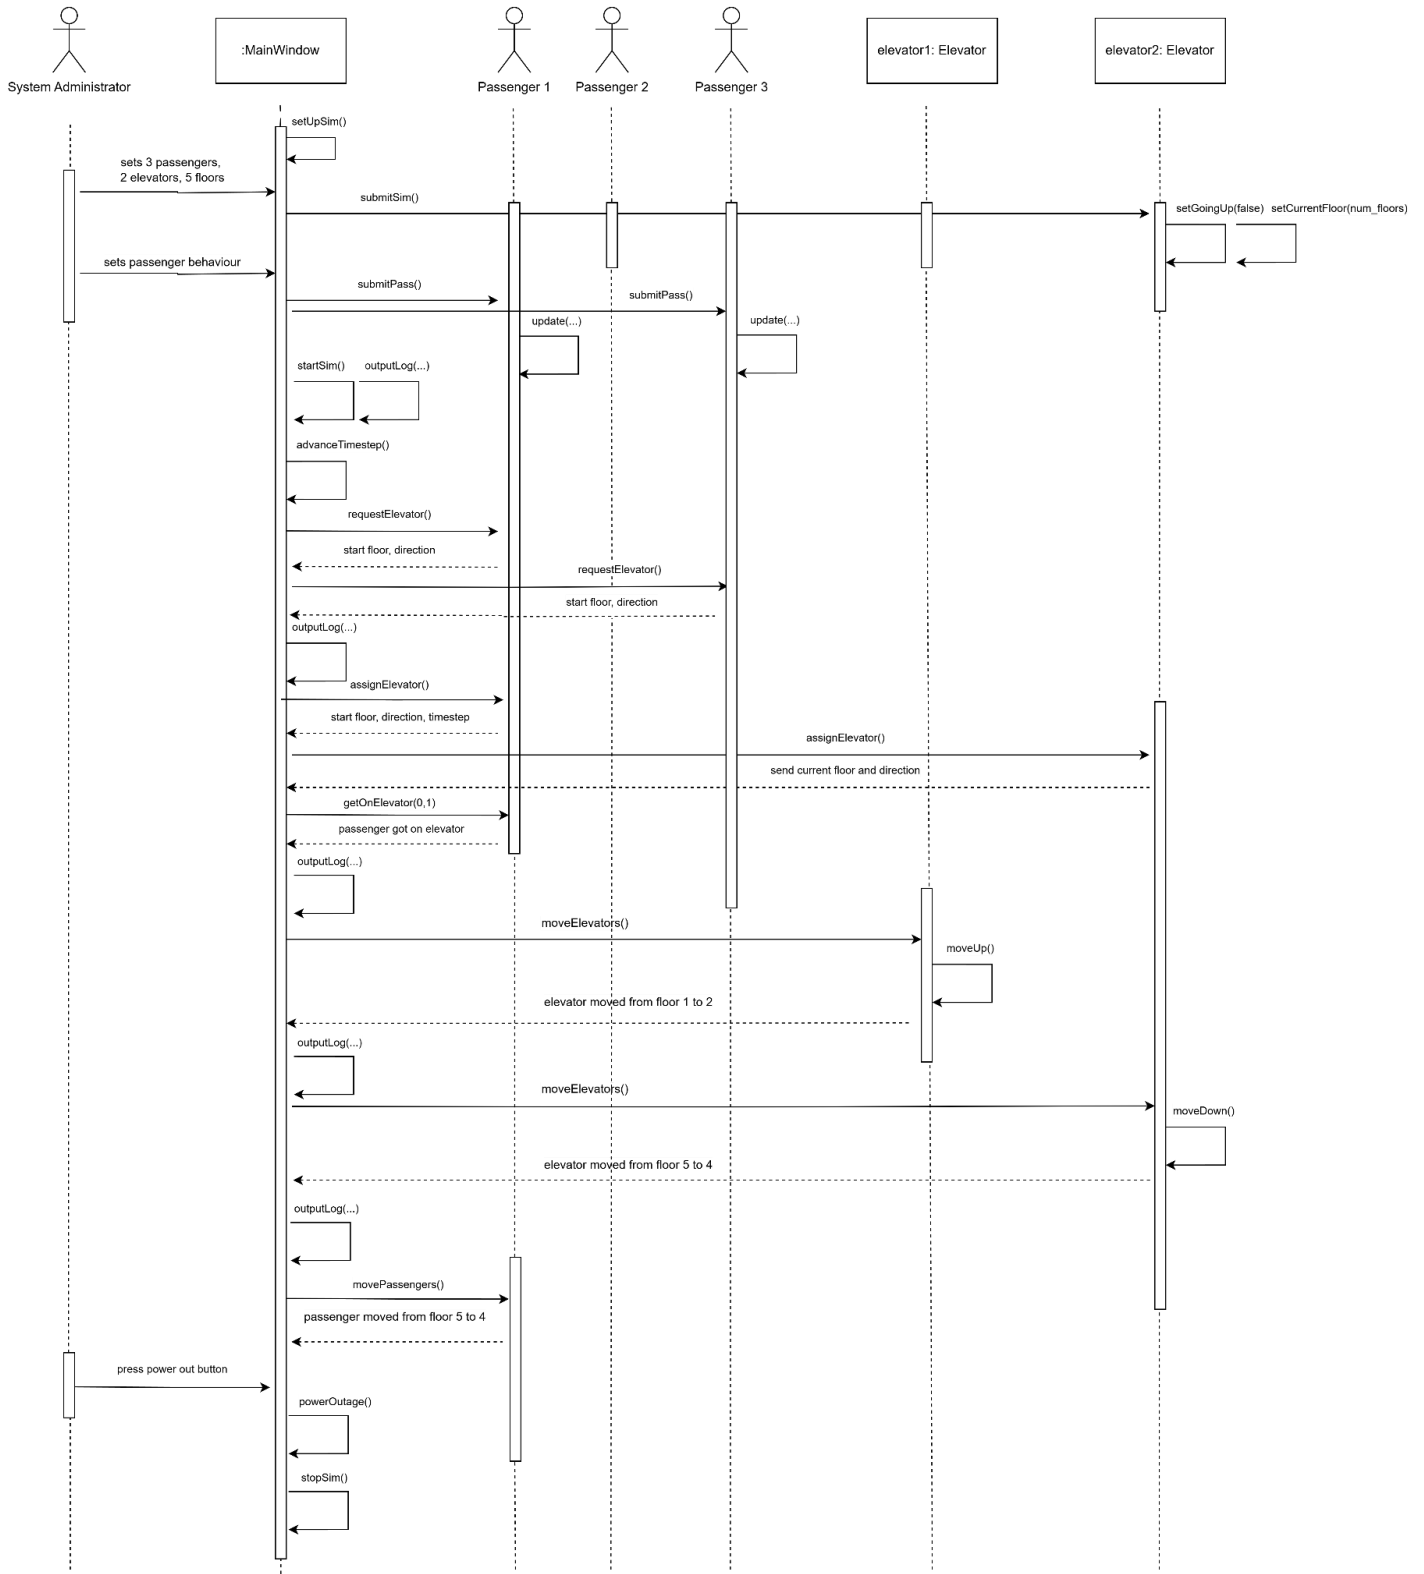 System Administrator
:MainWindow
Passenger 1
Passenger 2
Passenger 3
elevator1: Elevator
elevator2: Elevator
setUpSim()
sets 3 passengers,
2 elevators, 5 floors
submitSim()
setGoingUp(false)
setCurrentFloor(num_floors)
sets passenger behaviour
submitPass()
submitPass()
update(...)
update(...)
startSim()
outputLog(...)
advanceTimestep()
requestElevator()
start floor, direction
requestElevator()
start floor, direction
outputLog(...)
assignElevator()
start floor, direction, timestep
assignElevator()
send current floor and direction
getOnElevator(0,1)
passenger got on elevator
outputLog(...)
moveElevators()
moveUp()
elevator moved from floor 1 to 2
outputLog(...)
moveElevators()
moveDown()
elevator moved from floor 5 to 4
outputLog(...)
movePassengers()
passenger moved from floor 5 to 4
press power out button
powerOutage()
stopSim()